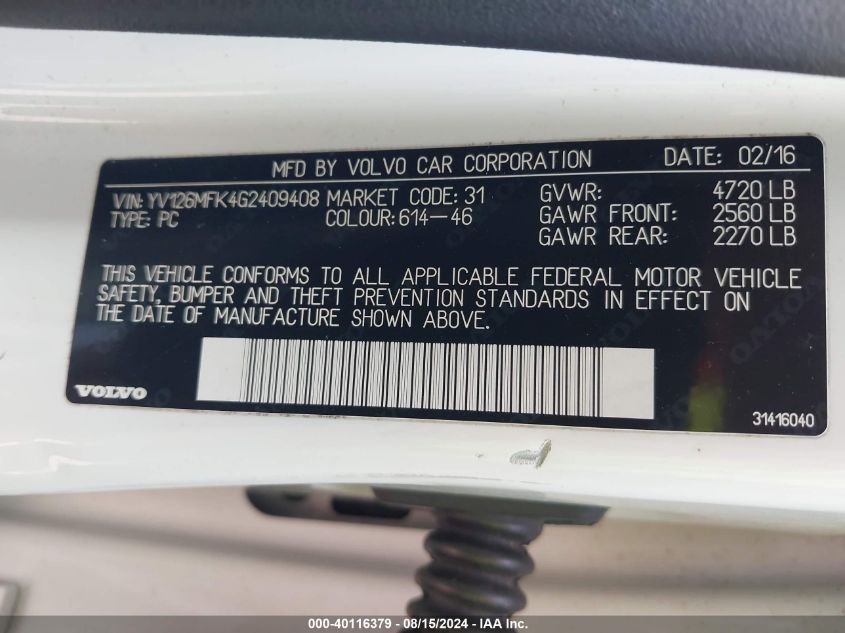 MFD BY VOLVO CAR CORPORATION DATE: 02/16
VIN: YV126MFK4G2409408 MARKET CODE: 31 GVWR: 4720 LB
TYPE: PC COLOUR: 614-46 GAWR FRONT: 2560 LB
GAWR REAR: 2270 LB
THIS VEHICLE CONFORMS TO ALL APPLICABLE FEDERAL MOTOR VEHICLE
SAFETY, BUMPER AND THEFT PREVENTION STANDARDS IN EFFECT ON
THE DATE OF MANUFACTURE SHOWN ABOVE.
VOLVO
31416040
000-40116379 - 08/15/2024 - IAA Inc.